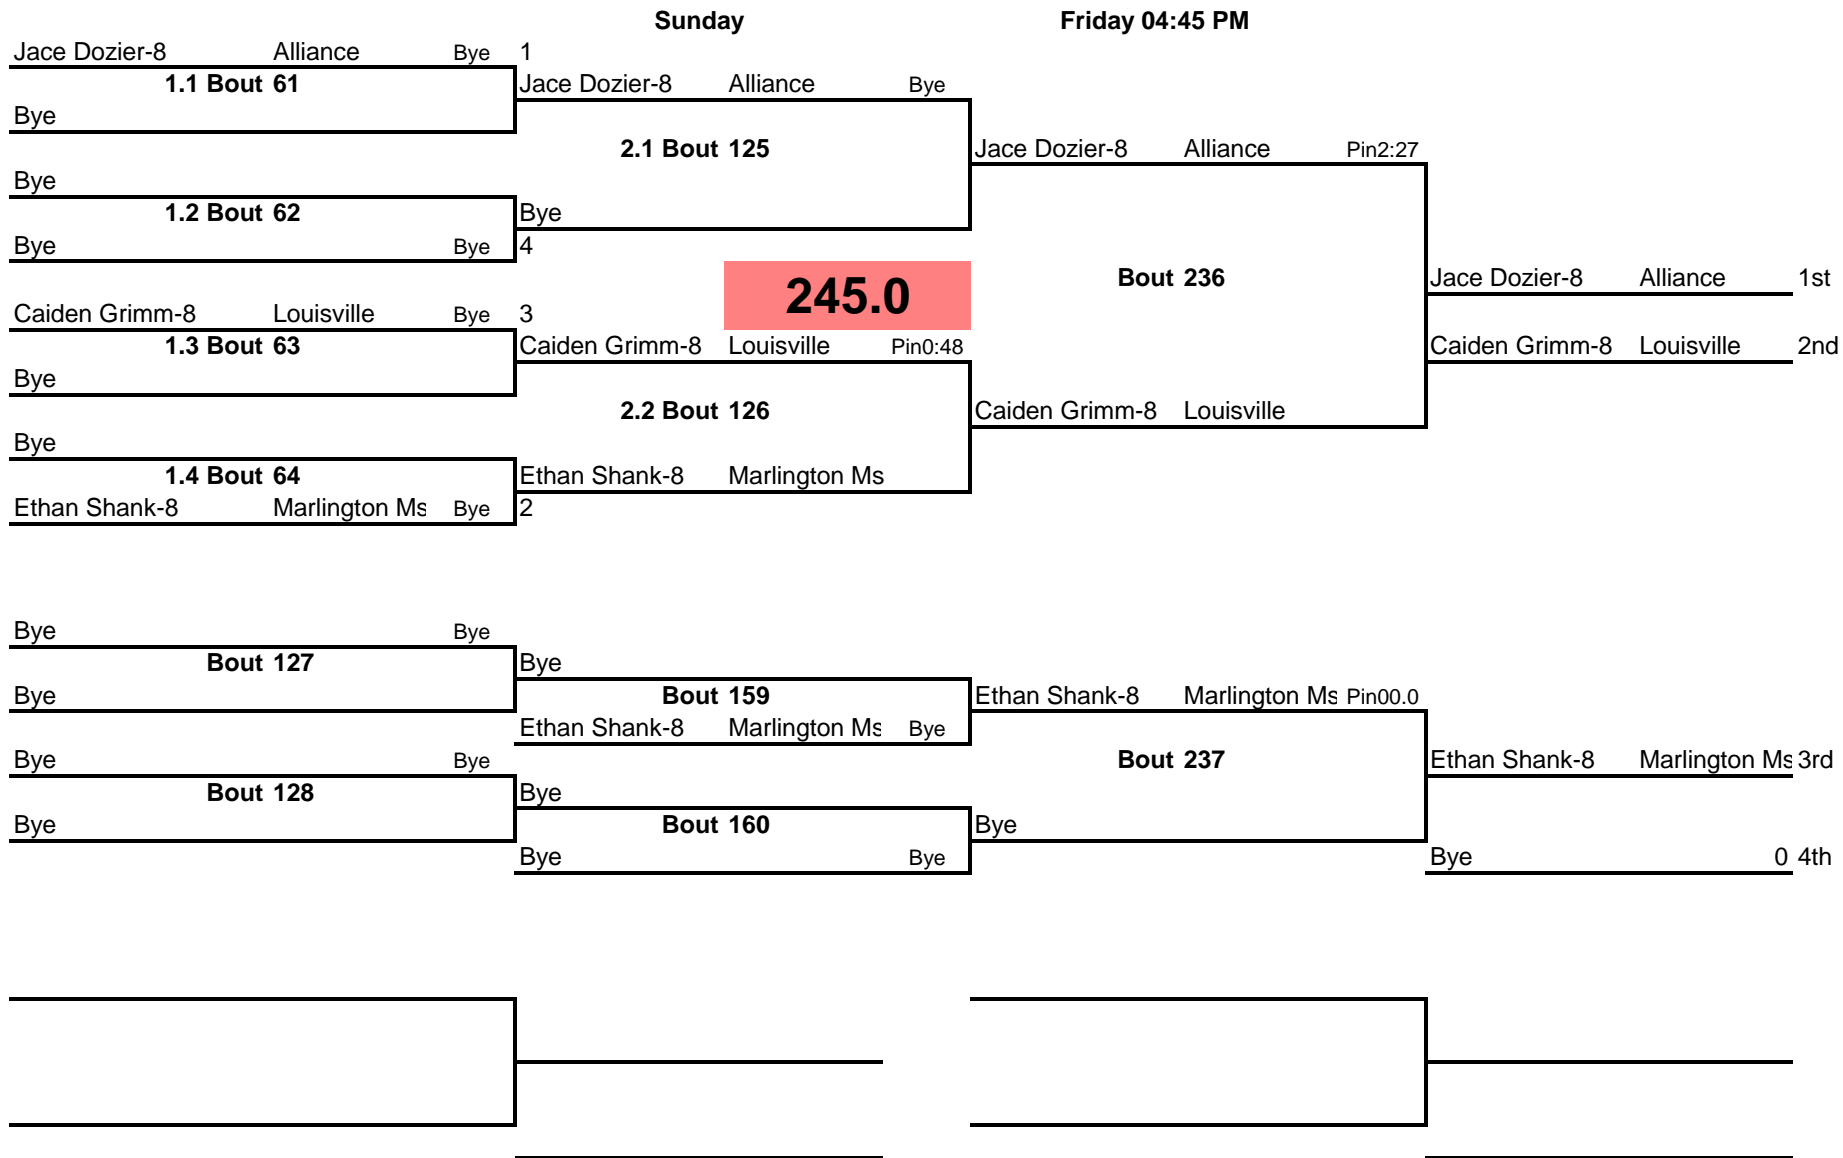 Sunday Friday 04:45 PM
Jace Dozier-8 Alliance Bye 1
1.1 Bout 61 Jace Dozier-8 Alliance Bye
Bye
2.1 Bout 125 Jace Dozier-8 Alliance Pin2:27
Bye
1.2 Bout 62 Bye
Bye Bye 4
245.0 Bout 236 Jace Dozier-8 Alliance 1st
Caiden Grimm-8 Louisville Bye 3
1.3 Bout 63 Caiden Grimm-8 Louisville Pin0:48 Caiden Grimm-8 Louisville 2nd
Bye
2.2 Bout 126 Caiden Grimm-8 Louisville
Bye
1.4 Bout 64 Ethan Shank-8 Marlington Ms
Ethan Shank-8 Marlington Ms Bye 2
Bye Bye
Bout 127 Bye
Bye Bout 159 Ethan Shank-8 Marlington Ms Pin00.0
Ethan Shank-8 Marlington Ms Bye
Bye Bye Bout 237 Ethan Shank-8 Marlington Ms 3rd
Bout 128 Bye
Bye Bout 160 Bye
Bye Bye Bye 0 4th